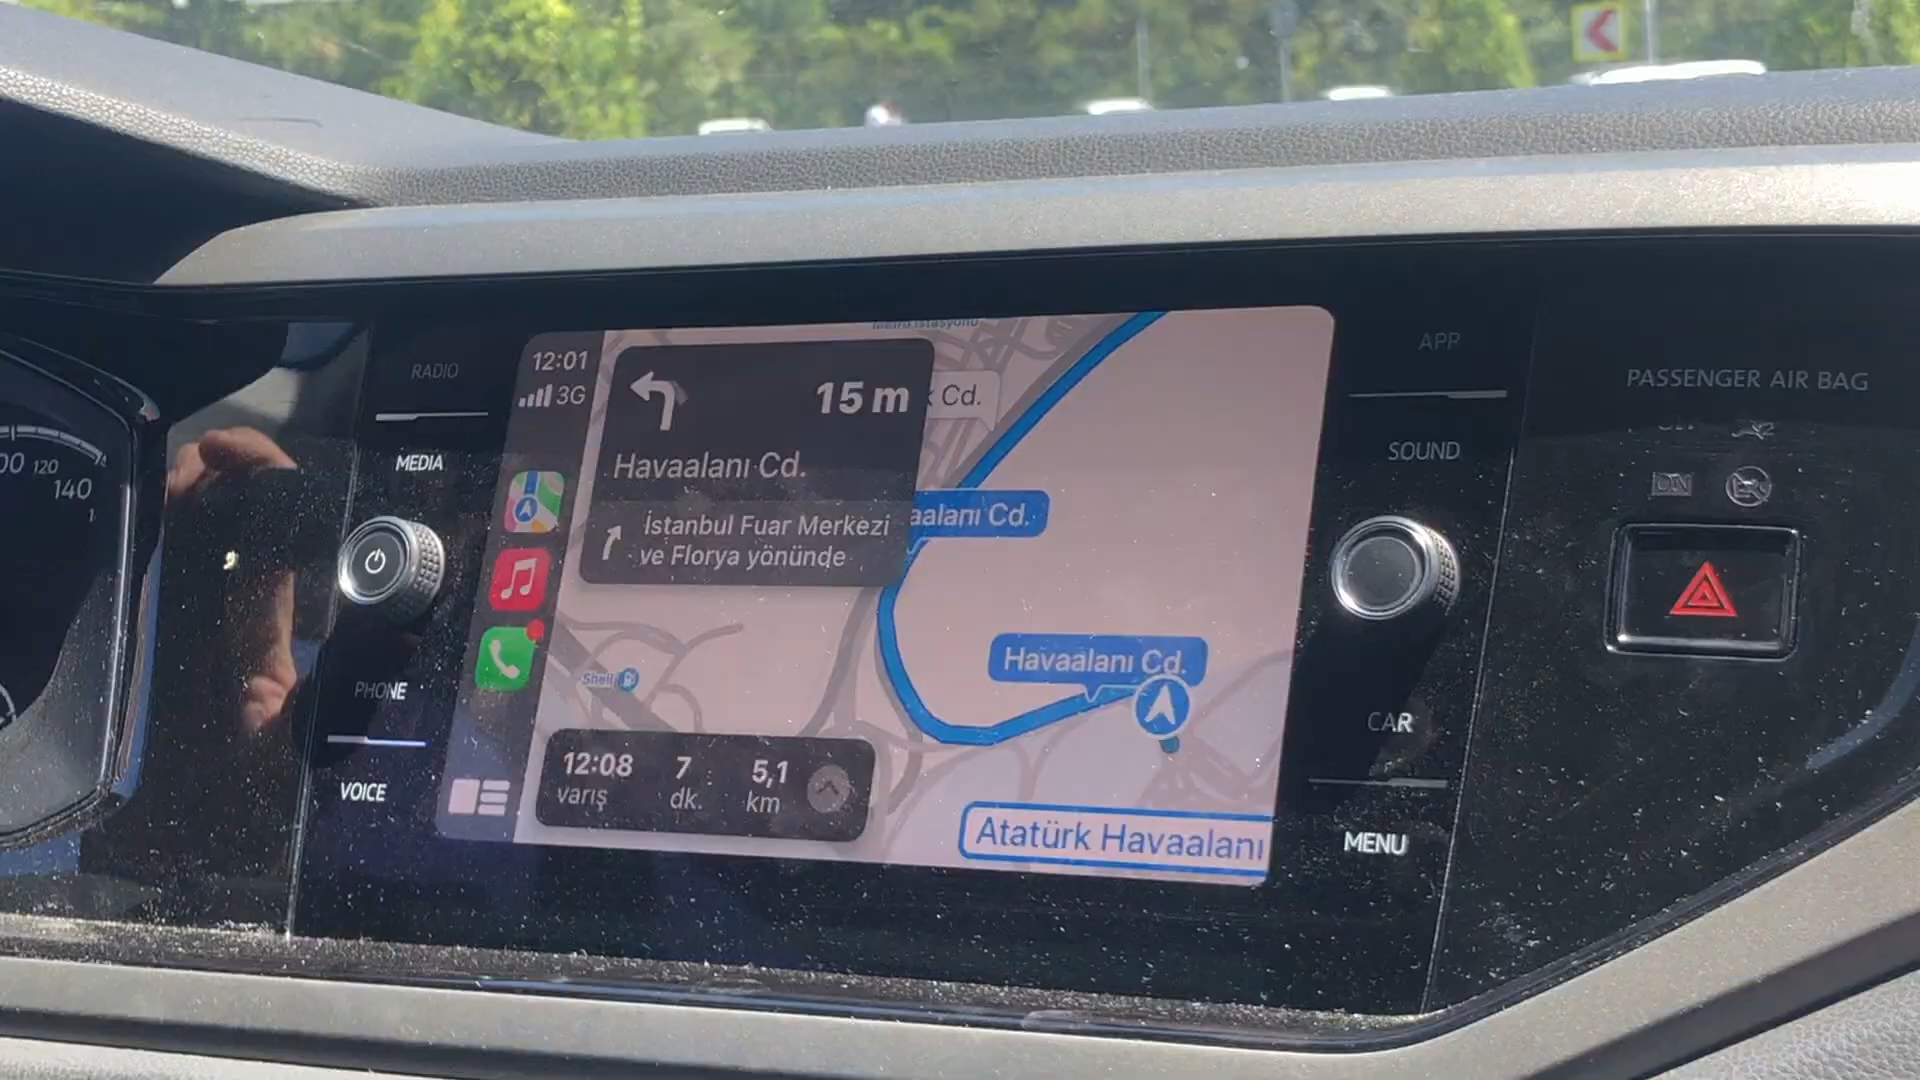 RADIO
MEDIA
PHONE
VOICE
120
140
12:01
3G
15 m
Havaalanı Cd.
İstanbul Fuar Merkezi
ve Florya yönünde
Cd.
Havaalanı Cd.
Shell
12:08
varış
7
dk.
5,1
km
Atatürk Havaalanı
APP
SOUND
CAR
MENU
PASSENGER AIR BAG
ON